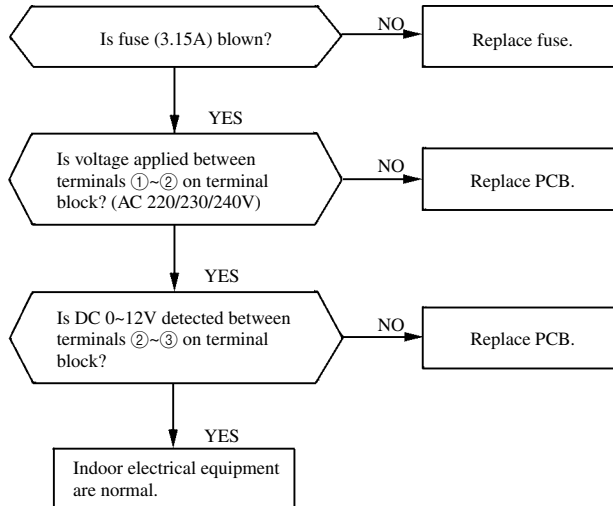 Is fuse (3.15A) blown?
NO
Replace fuse.
YES
Is voltage applied between
terminals ①~② on terminal
block? (AC 220/230/240V)
NO
Replace PCB.
YES
Is DC 0~12V detected between
terminals ②~③ on terminal
block?
NO
Replace PCB.
YES
Indoor electrical equipment
are normal.